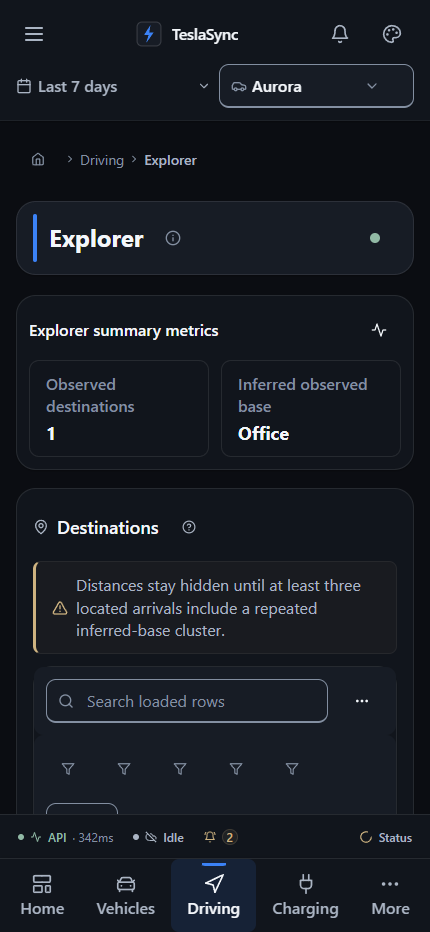 TeslaSync
Last 7 days
Aurora
Driving
Explorer
Explorer
Explorer summary metrics
Observed
destinations
1
Inferred observed
base
Office
Destinations
Distances stay hidden until at least three
located arrivals include a repeated
inferred-base cluster.
Search loaded rows
API · 342ms
Idle
2
Status
Home
Vehicles
Driving
Charging
More